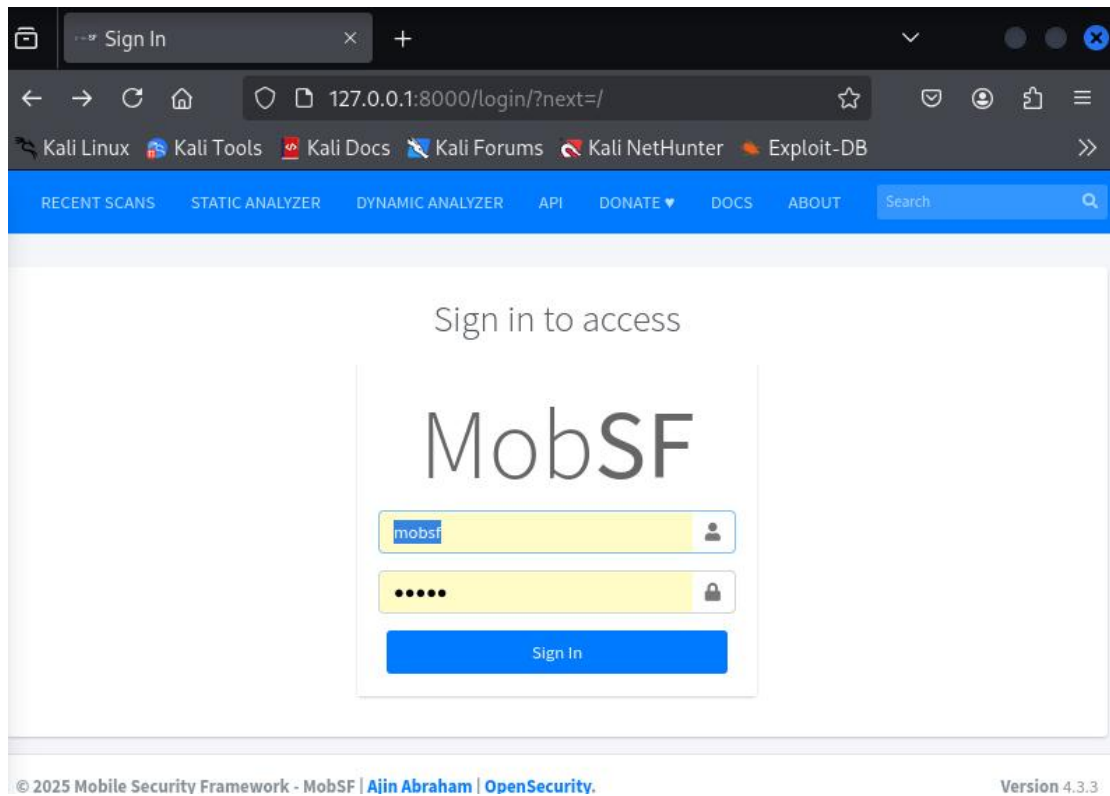 Sign In
127.0.0.1:8000/login/?next=/
Kali Linux Kali Tools Kali Docs Kali Forums Kali NetHunter Exploit-DB
RECENT SCANS STATIC ANALYZER DYNAMIC ANALYZER API DONATE ♥ DOCS ABOUT Search
Sign in to access
MobSF
mobsf
•••••
Sign In
© 2025 Mobile Security Framework - MobSF | Ajin Abraham | OpenSecurity. Version 4.3.3